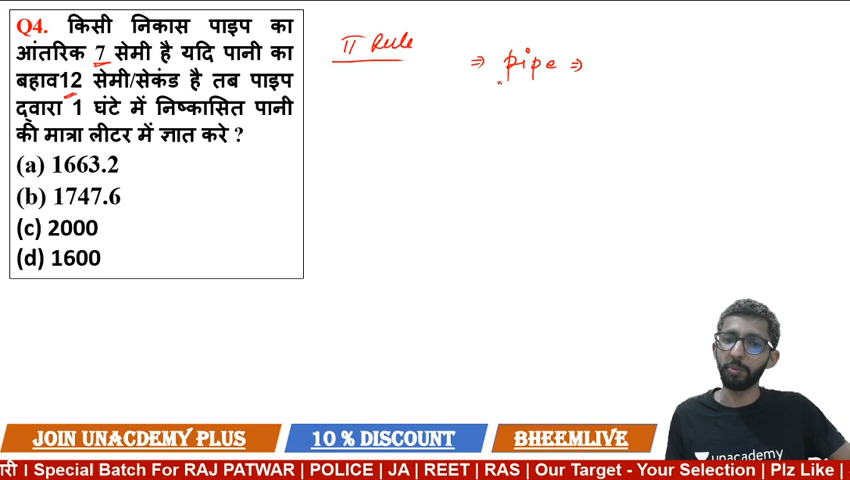 Q4. किसी निकास पाइप का
आंतरिक 7 सेमी है यदि पानी का
बहाव12 सेमी/सेकंड है तब पाइप
द्वारा 1 घंटे में निष्कासित पानी
की मात्रा लीटर में ज्ञात करे ?
(a) 1663.2
(b) 1747.6
(c) 2000
(d) 1600
π Rule
⇒ pipe ⇒
unacademy
JOIN UNACDEMY PLUS
10 % DISCOUNT
BHEEMLIVE
ारी । Special Batch For RAJ PATWAR | POLICE | JA | REET | RAS | Our Target - Your Selection | Plz Like |